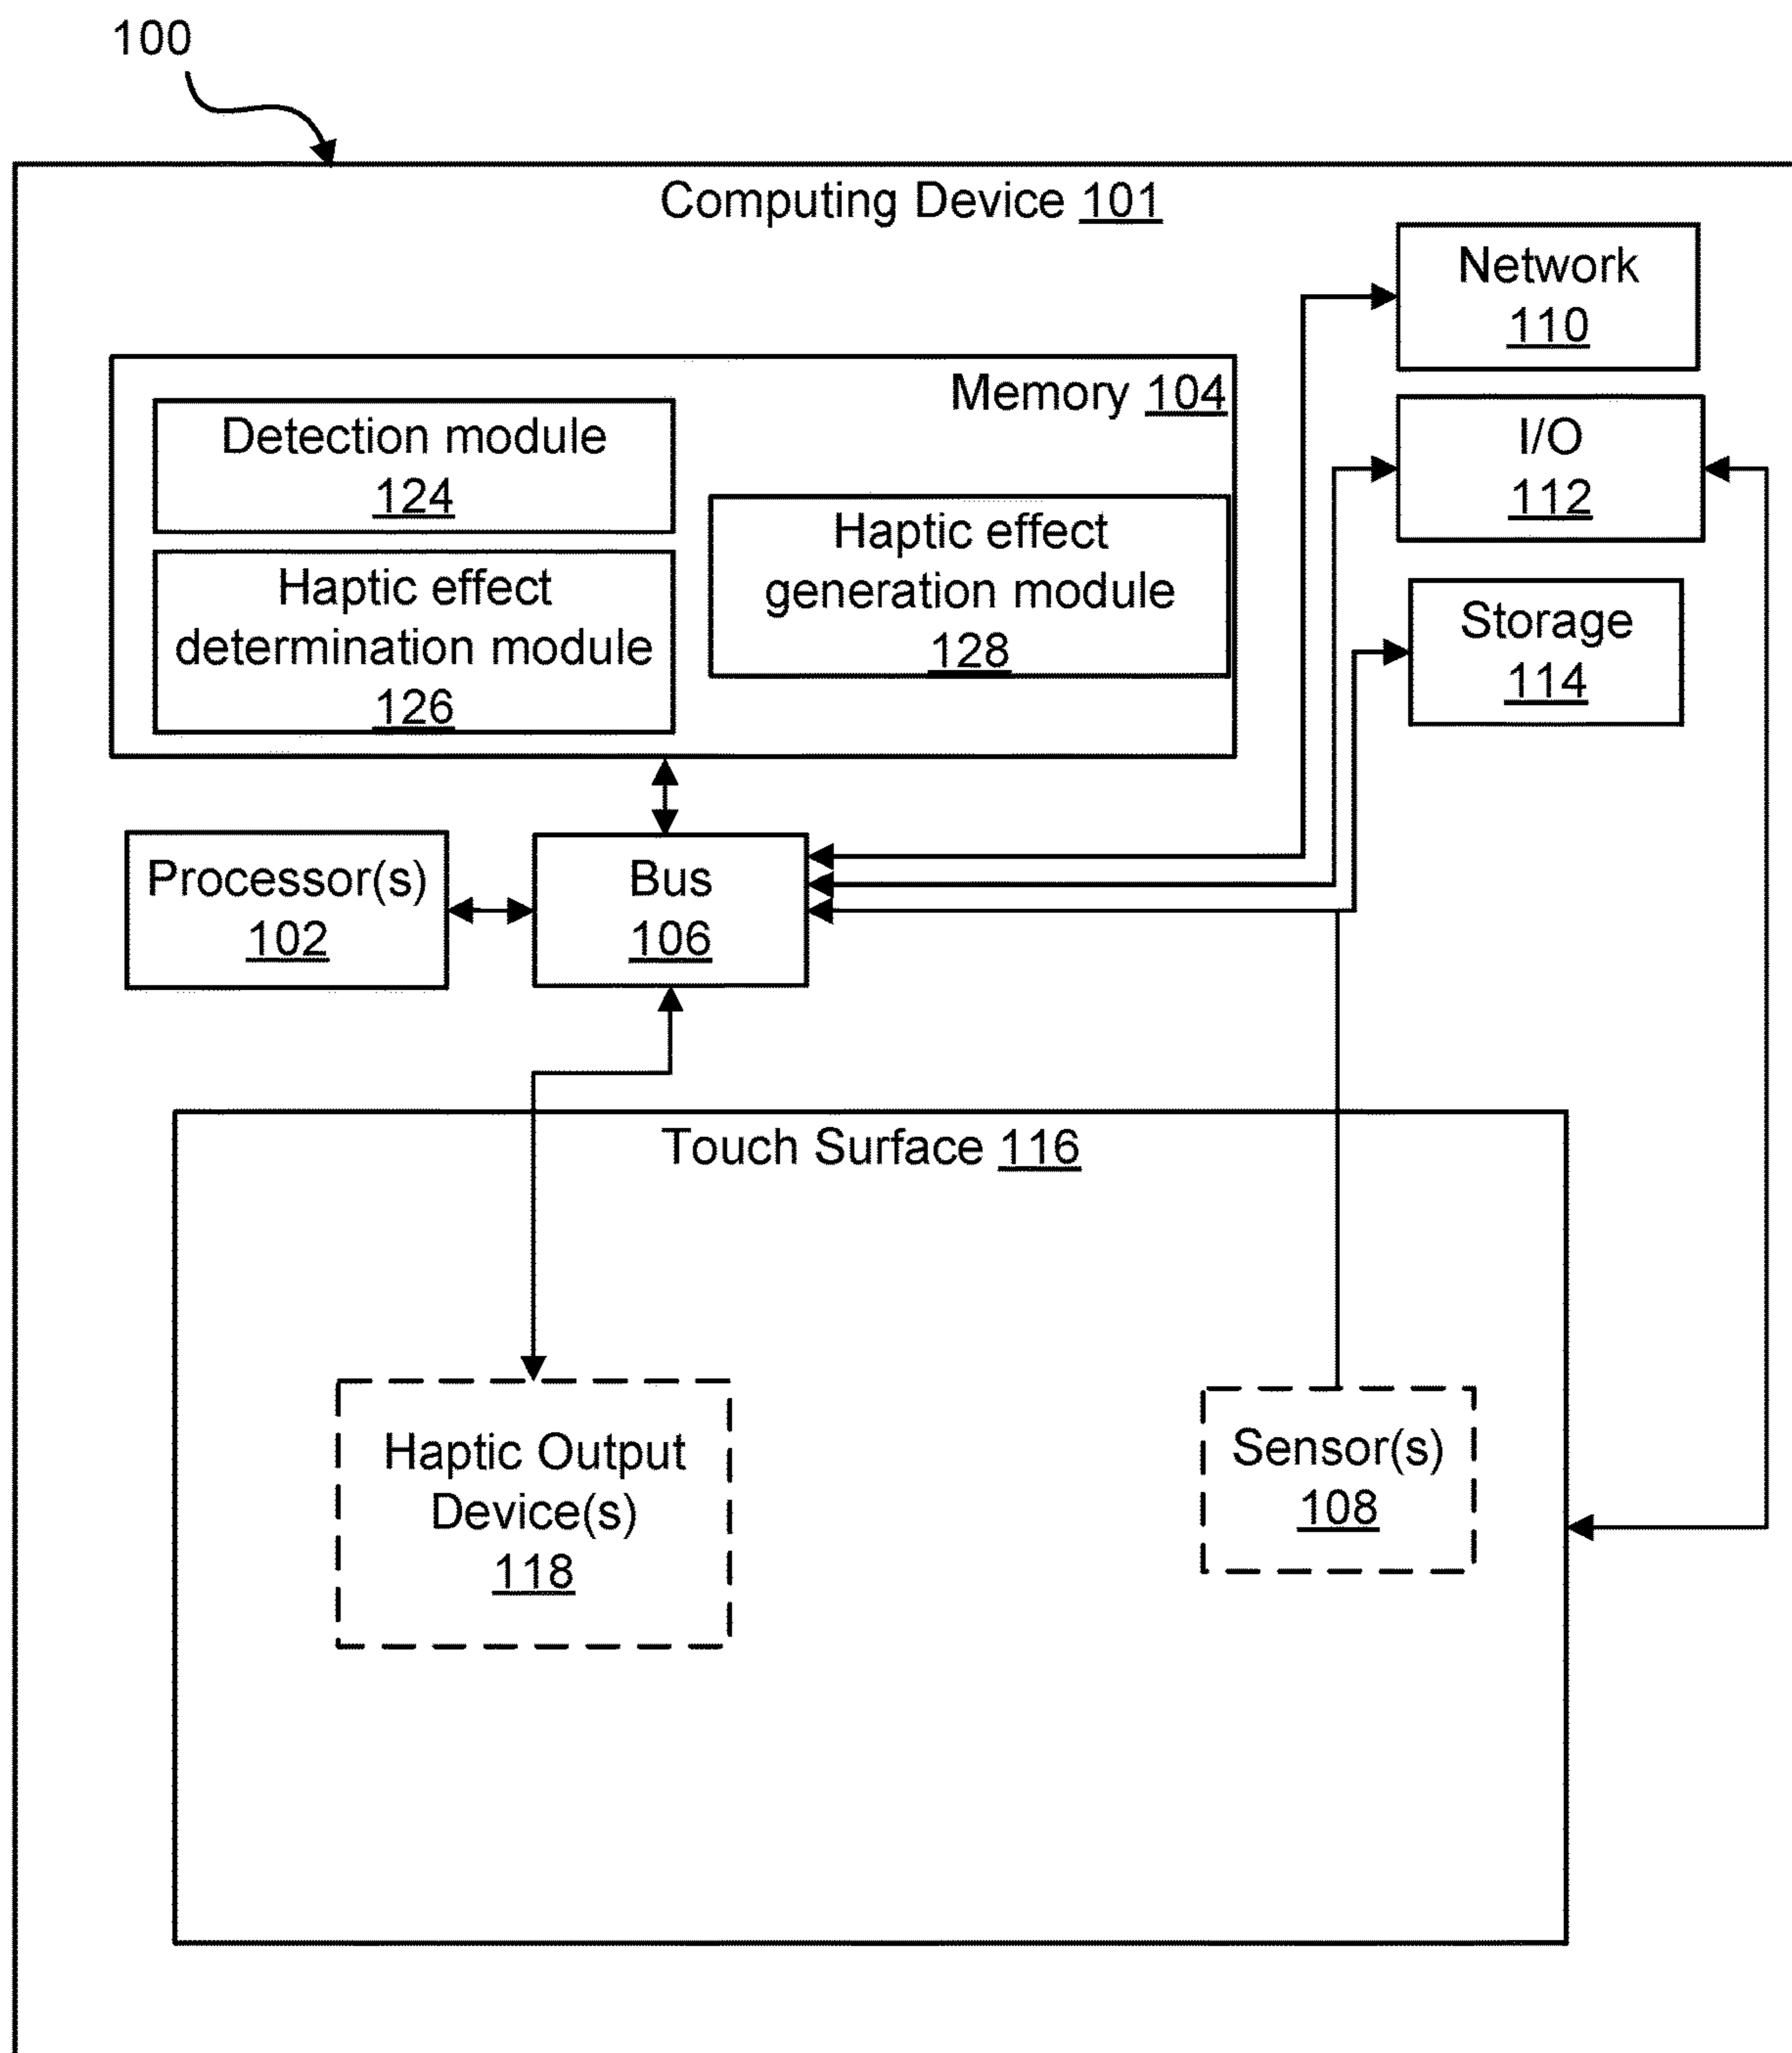 100
Computing Device 101
Network
110
Memory 104
Detection module
124
I/O
112
Haptic effect
generation module
128
Haptic effect
determination module
126
Storage
114
Processor(s)
102
Bus
106
Touch Surface 116
Haptic Output
Device(s)
118
Sensor(s)
108